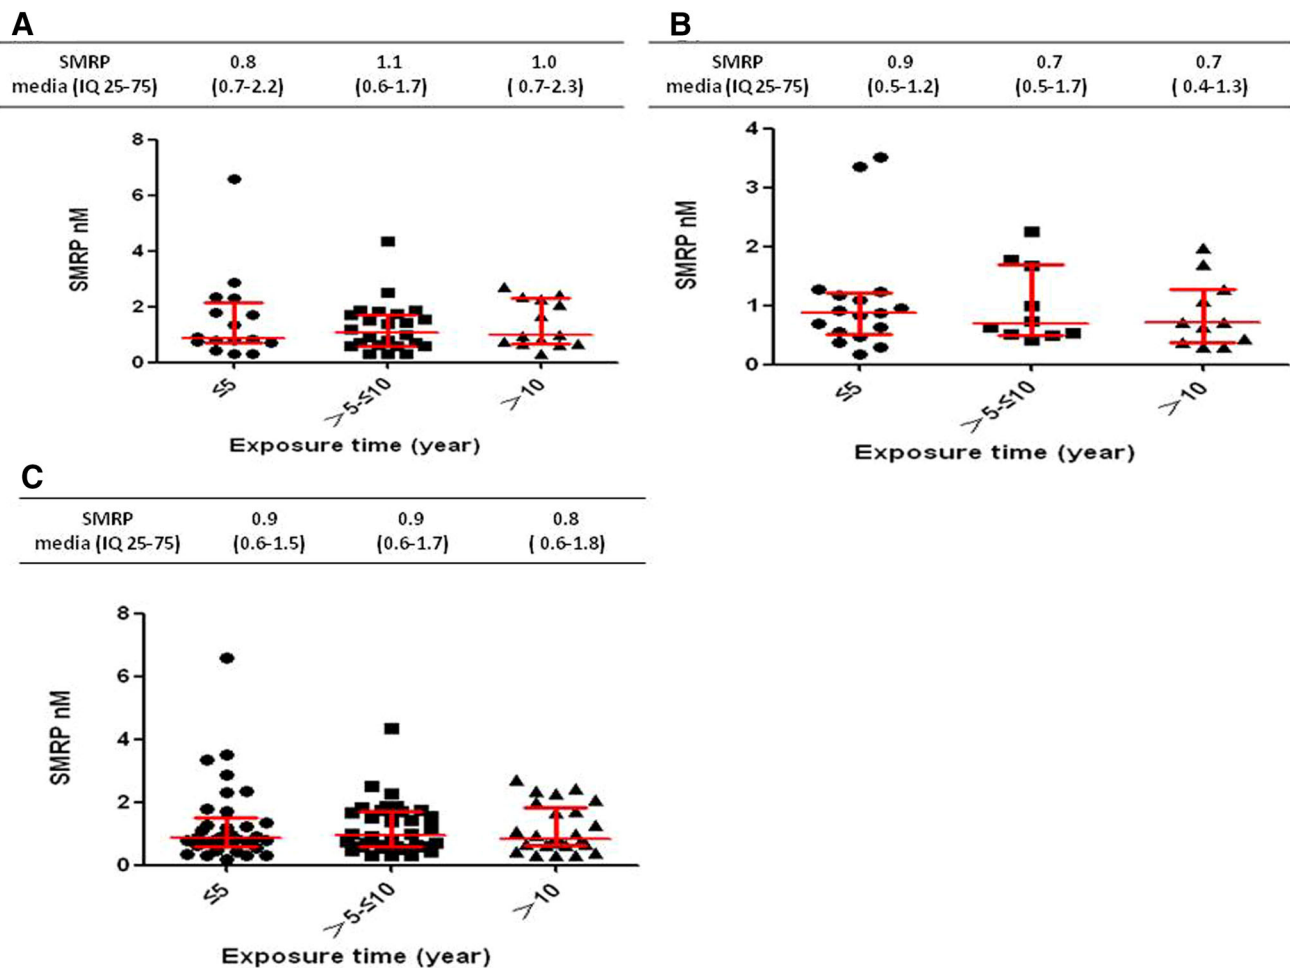 A
SMRP 0.8 1.1 1.0
media (IQ 25-75) (0.7-2.2) (0.6-1.7) ( 0.7-2.3)
8
6
4
2
0
SMRP nM
≤5 >5-≤10 >10
Exposure time (year)
B
SMRP 0.9 0.7 0.7
media (IQ 25-75) (0.5-1.2) (0.5-1.7) ( 0.4-1.3)
4
3
2
1
0
SMRP nM
≤5 >5-≤10 >10
Exposure time (year)
C
SMRP 0.9 0.9 0.8
media (IQ 25-75) (0.6-1.5) (0.6-1.7) ( 0.6-1.8)
8
6
4
2
0
SMRP nM
≤5 >5-≤10 >10
Exposure time (year)